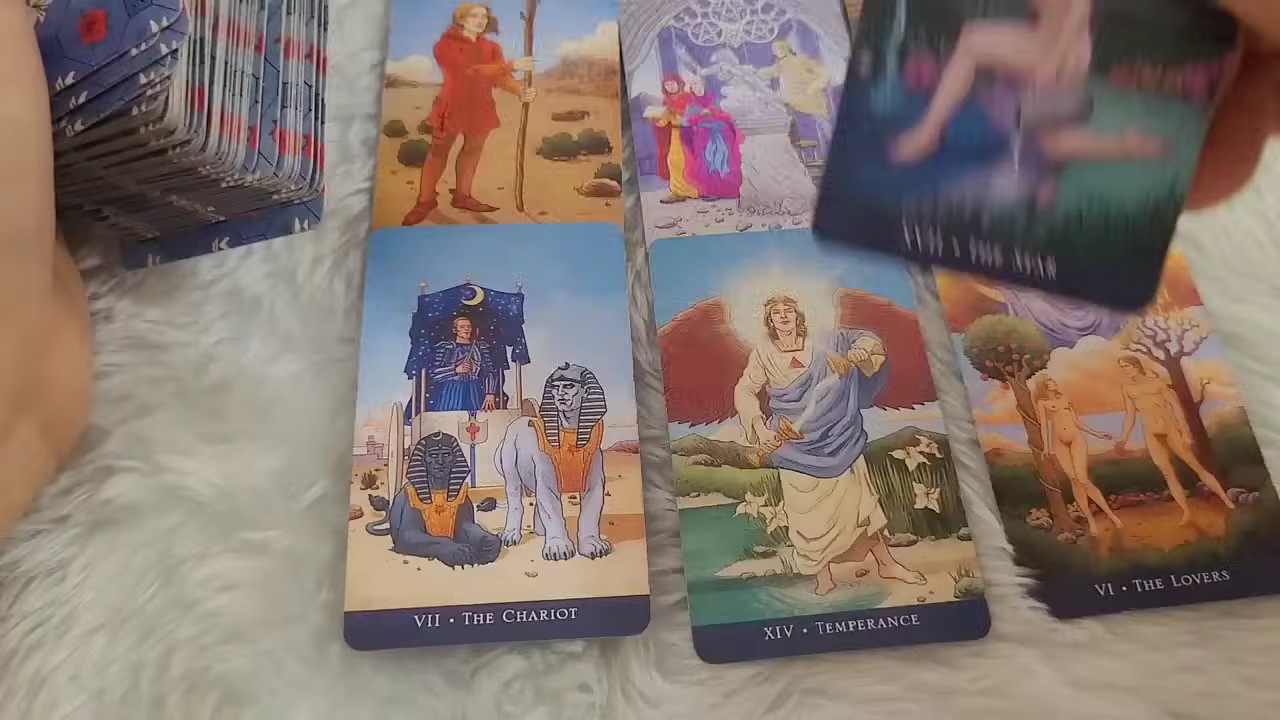 VII • THE CHARIOT
XIV • TEMPERANCE
VI • THE LOVERS